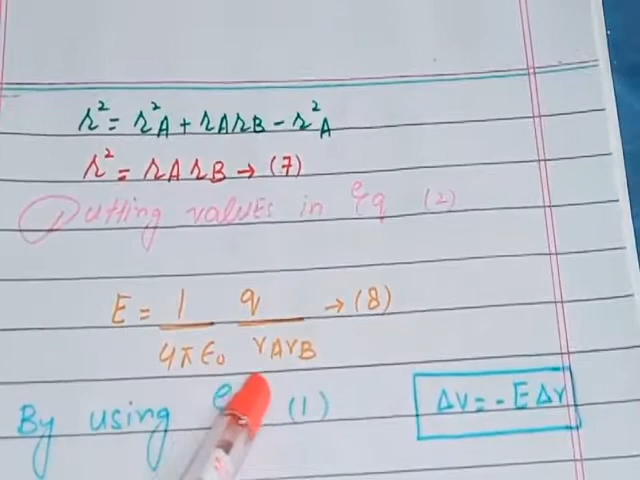 r² = r²A + rArB - r²A
r² = rArB → (7)
Putting values in eq (2)
E = 1/4πε₀ q/rArB → (8)
By using e (1) ΔV = -EΔr